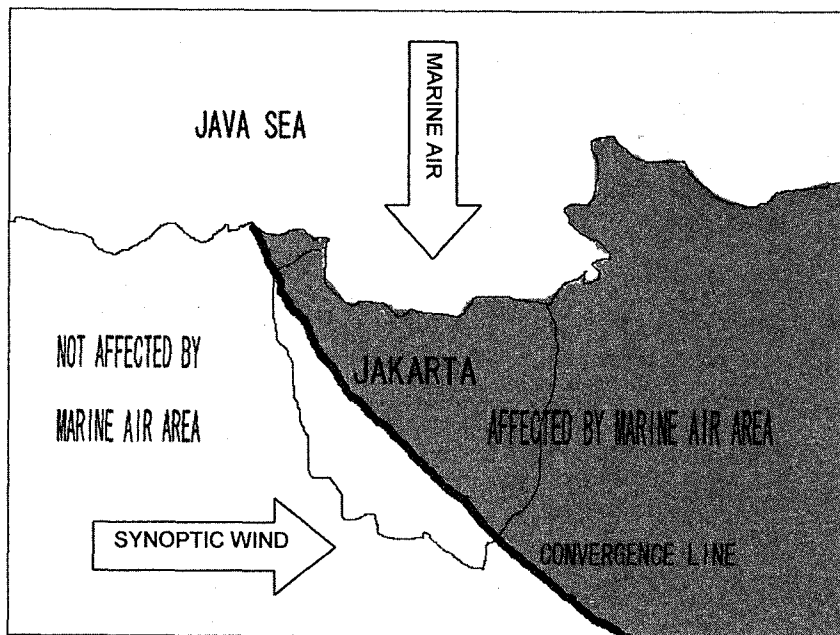 JAVA SEA
MARINE AIR
NOT AFFECTED BY
MARINE AIR AREA
JAKARTA
AFFECTED BY MARINE AIR AREA
SYNOPTIC WIND
CONVERGENCE LINE